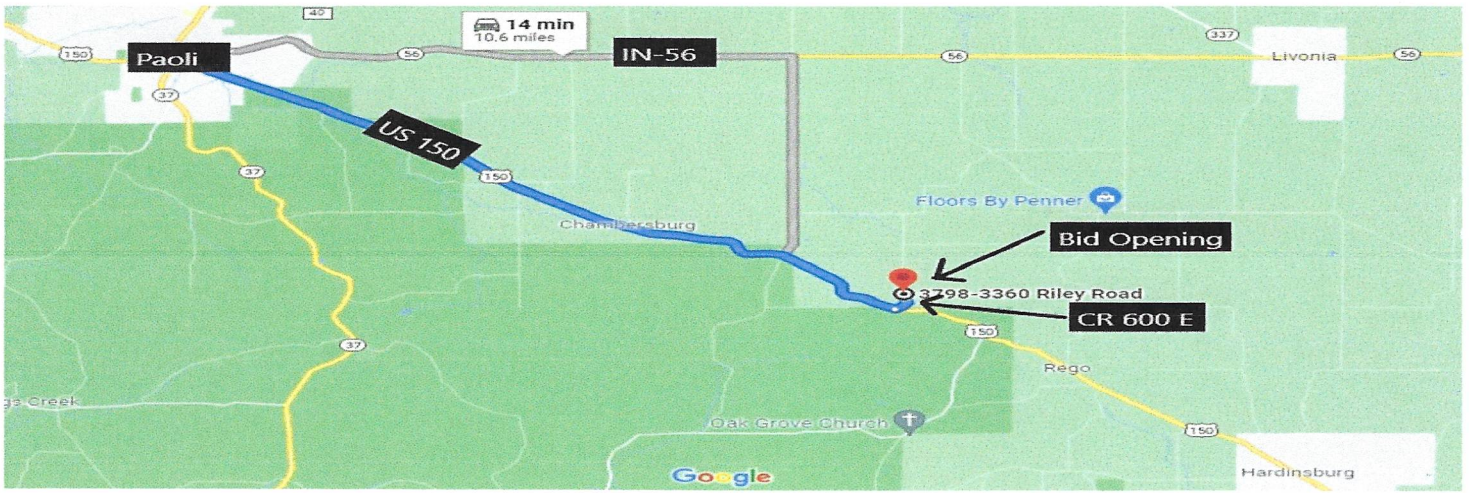 40
14 min
10.6 miles
337
150
Paoli
56
IN-56
56
Livonia
56
37
US 150
37
150
Floors By Penner
Chambersburg
Bid Opening
3798-3360 Riley Road
CR 600 E
150
37
Rego
gs Creek
Oak Grove Church
150
Google
Hardinsburg